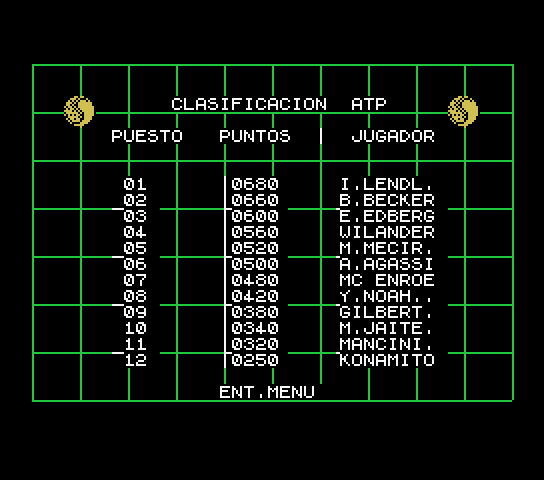 CLASIFICACION ATP
PUESTO PUNTOS | JUGADOR
01 0680 I.LENDL.
02 0660 B.BECKER
03 0600 E.EDBERG
04 0560 WILANDER
05 0520 M.MECIR.
06 0500 A.AGASSI
07 0480 MC ENROE
08 0420 Y.NOAH..
09 0380 GILBERT.
10 0340 M.JAITE.
11 0320 MANCINI.
12 0250 KONAMITO
ENT.MENU